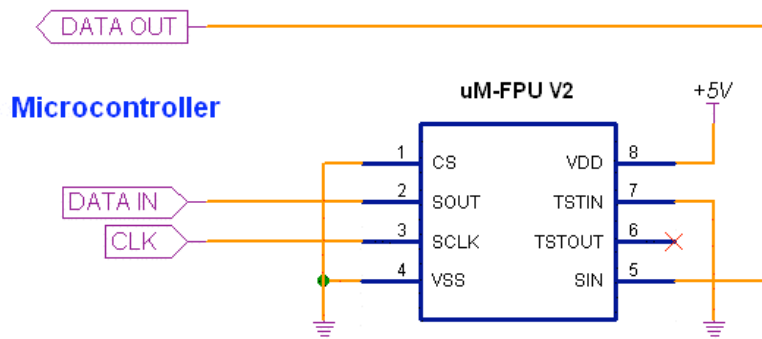 DATA OUT
uM-FPU V2
+5V
Microcontroller
1 CS VDD 8
DATA IN 2 SOUT TSTIN 7
CLK 3 SCLK TSTOUT 6
4 VSS SIN 5